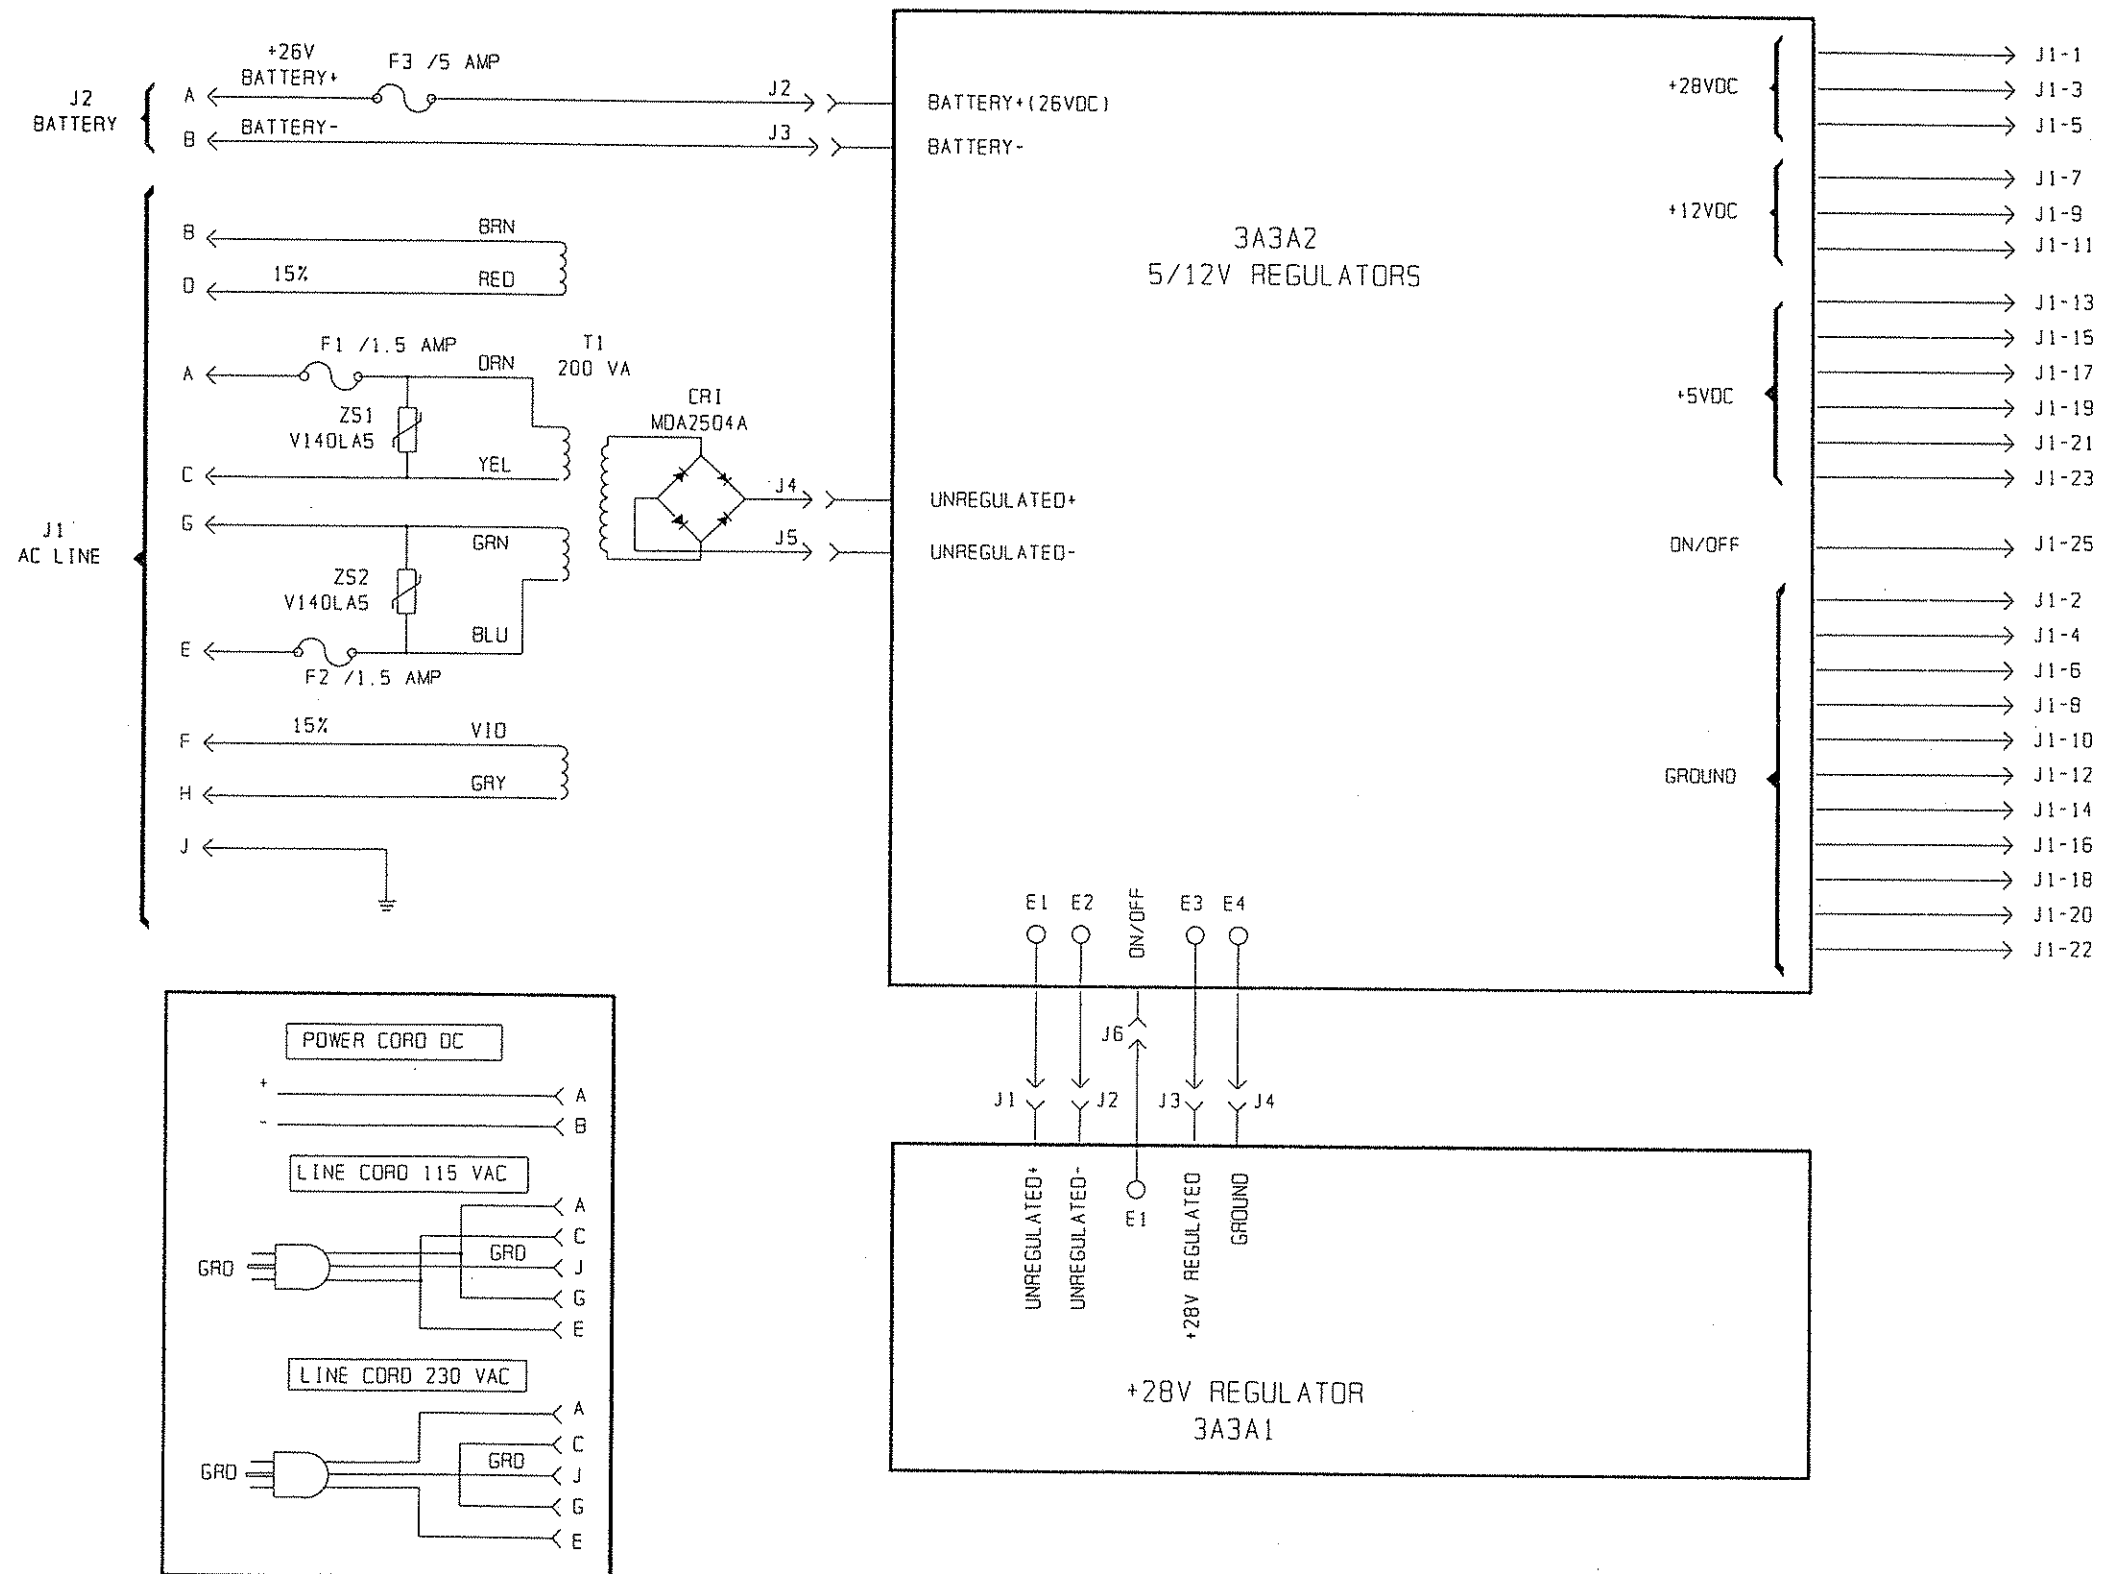 +26V
BATTERY+
F3 /5 AMP
J2
BATTERY
A
J2
B
BATTERY-
J3
BATTERY+(26VDC)
BATTERY-
3A3A2
5/12V REGULATORS
+28VDC
J1-1
J1-3
J1-5
+12VDC
J1-7
J1-9
J1-11
+5VDC
J1-13
J1-15
J1-17
J1-19
J1-21
J1-23
ON/OFF
J1-25
GROUND
J1-2
J1-4
J1-6
J1-8
J1-10
J1-12
J1-14
J1-16
J1-18
J1-20
J1-22
J1
AC LINE
B
BRN
D
15%
RED
F1 /1.5 AMP
A
ORN
T1
200 VA
ZS1
V140LA5
C
YEL
CR1
MDA2504A
J4
UNREGULATED+
J5
UNREGULATED-
G
GRN
ZS2
V140LA5
E
BLU
F2 /1.5 AMP
F
15%
VIO
H
GRY
J
E1
E2
ON/OFF
E3
E4
J6
J1
J2
J3
J4
UNREGULATED+
UNREGULATED-
E1
+28V REGULATED
GROUND
+28V REGULATOR
3A3A1
POWER CORD DC
+
A
-
B
LINE CORD 115 VAC
A
C
GRD
GRD
J
G
E
LINE CORD 230 VAC
A
C
GRD
GRD
J
G
E